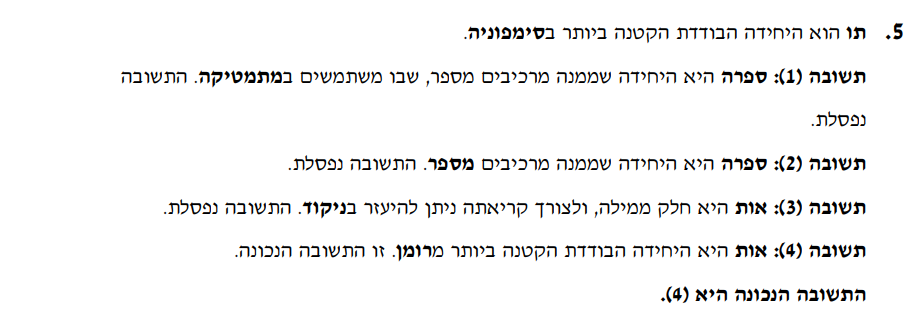 5. תו הוא היחידה הבודדת הקטנה ביותר בסימפוניה.
תשובה (1): ספרה היא היחידה שממנה מרכיבים מספר, שבו משתמשים במתמטיקה. התשובה
נפסלת.
תשובה (2): ספרה היא היחידה שממנה מרכיבים מספר. התשובה נפסלת.
תשובה (3): אות היא חלק ממילה, ולצורך קריאתה ניתן להיעזר בניקוד. התשובה נפסלת.
תשובה (4): אות היא היחידה הבודדת הקטנה ביותר מרומן. זו התשובה הנכונה.
התשובה הנכונה היא (4).